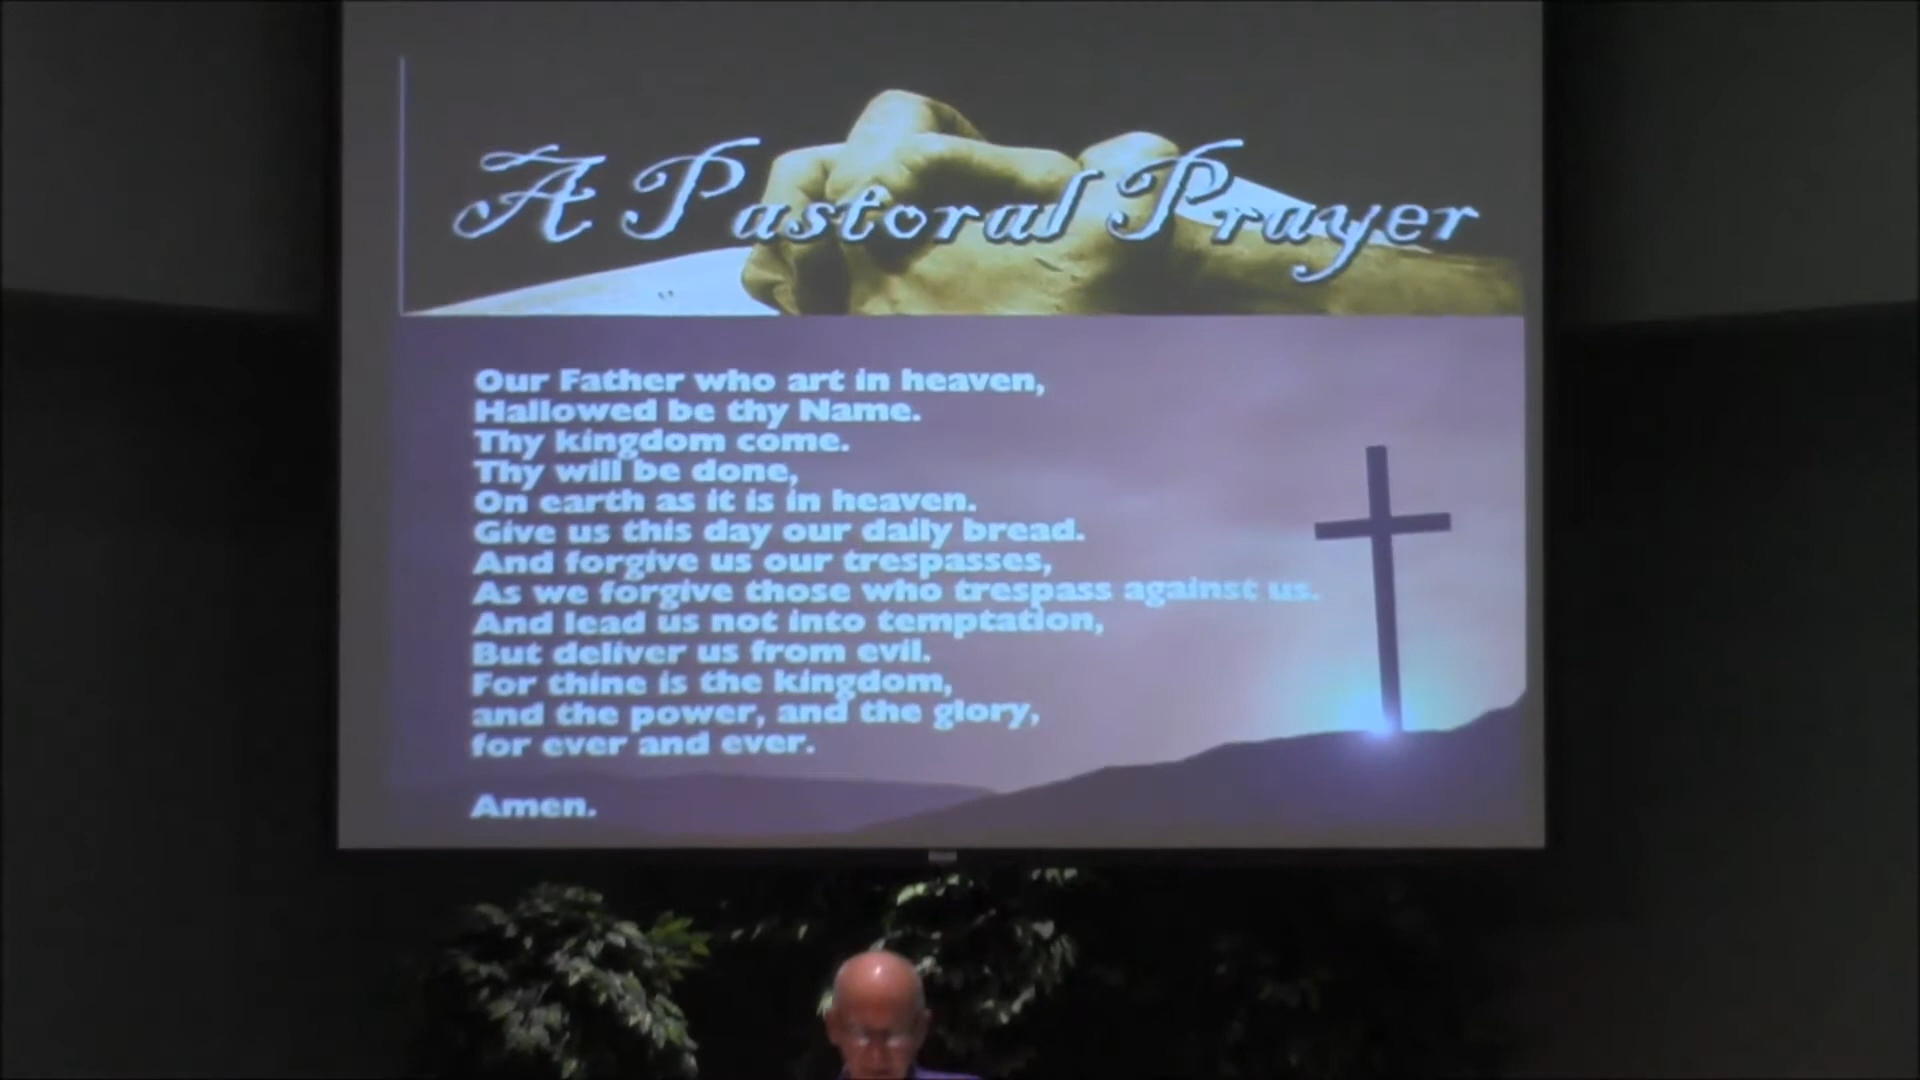 A Pastoral Prayer
Our Father who art in heaven,
Hallowed be thy Name.
Thy kingdom come.
Thy will be done,
On earth as it is in heaven.
Give us this day our daily bread.
And forgive us our trespasses,
As we forgive those who trespass against us.
And lead us not into temptation,
But deliver us from evil.
For thine is the kingdom,
and the power, and the glory,
for ever and ever.
Amen.